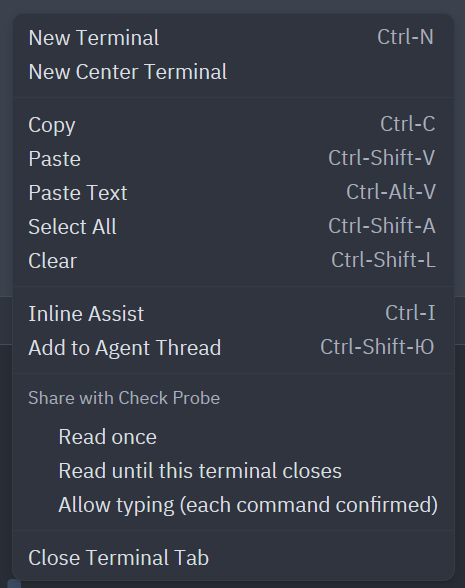 New Terminal Ctrl-N
New Center Terminal
Copy Ctrl-C
Paste Ctrl-Shift-V
Paste Text Ctrl-Alt-V
Select All Ctrl-Shift-A
Clear Ctrl-Shift-L
Inline Assist Ctrl-I
Add to Agent Thread Ctrl-Shift-Ю
Share with Check Probe
Read once
Read until this terminal closes
Allow typing (each command confirmed)
Close Terminal Tab